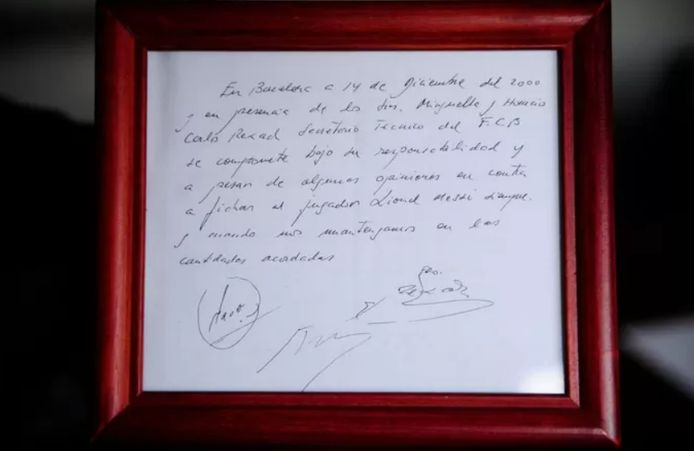 En Barcelona a 14 de Diciembre del 2000
y en presencia de los Srs. Minguella y Horacio
Carlos Rexach Secretario Tecnico del F.C.B
se compromete bajo su responsabilidad y
a pesar de algunas opiniones en contra
a fichar al jugador Lionel Messi siempre
y cuando nos mantengamos en las
cantidades acordadas